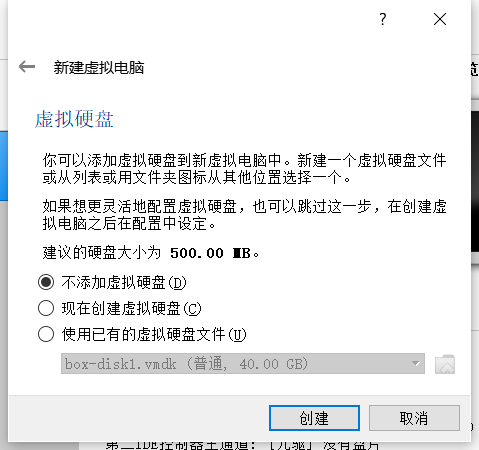 ?
新建虚拟电脑
览
虚拟硬盘
你可以添加虚拟硬盘到新虚拟电脑中。新建一个虚拟硬盘文件
或从列表或用文件夹图标从其他位置选择一个。
如果想更灵活地配置虚拟硬盘，也可以跳过这一步，在创建虚
拟电脑之后在配置中设定。
建议的硬盘大小为 500.00 MB。
不添加虚拟硬盘(D)
现在创建虚拟硬盘(C)
使用已有的虚拟硬盘文件(U)
box-disk1.vmdk (普通, 40.00 GB)
创建
取消
第二IDE控制器主通道: [光驱] 没有盘片